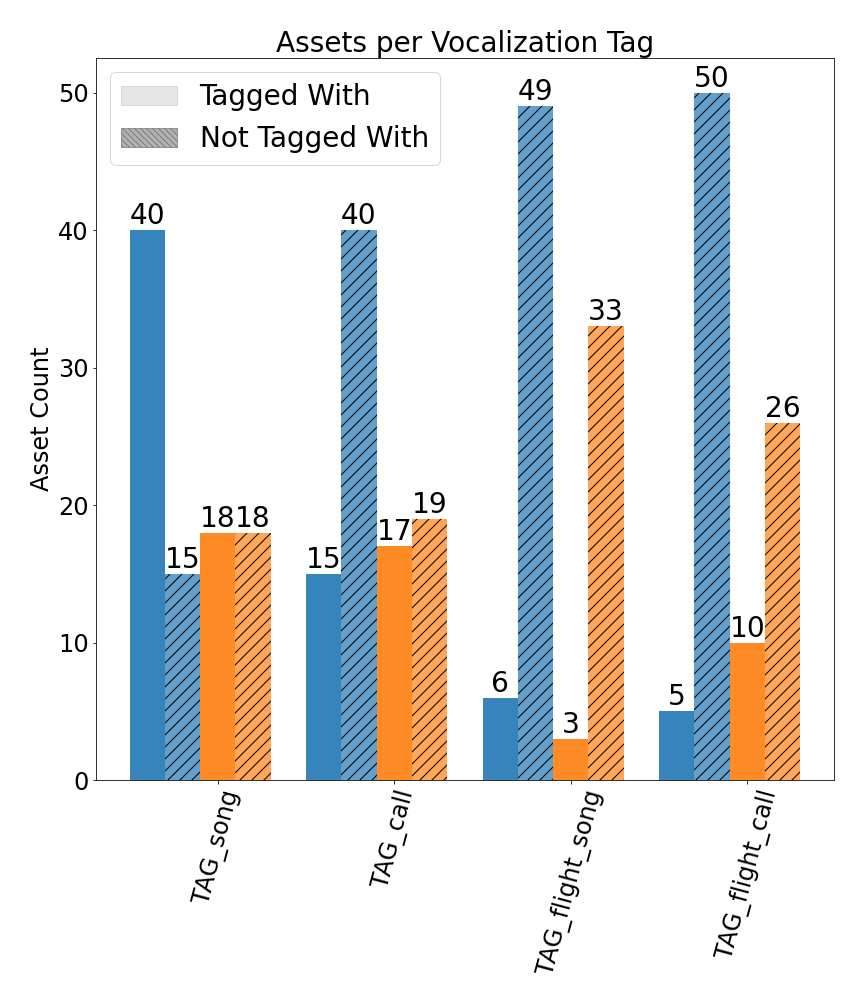 Assets per Vocalization Tag
Tagged With
Not Tagged With
Asset Count
50
40
30
20
10
0
40
15
18
18
15
40
17
19
6
49
3
33
5
50
10
26
TAG_song
TAG_call
TAG_flight_song
TAG_flight_call